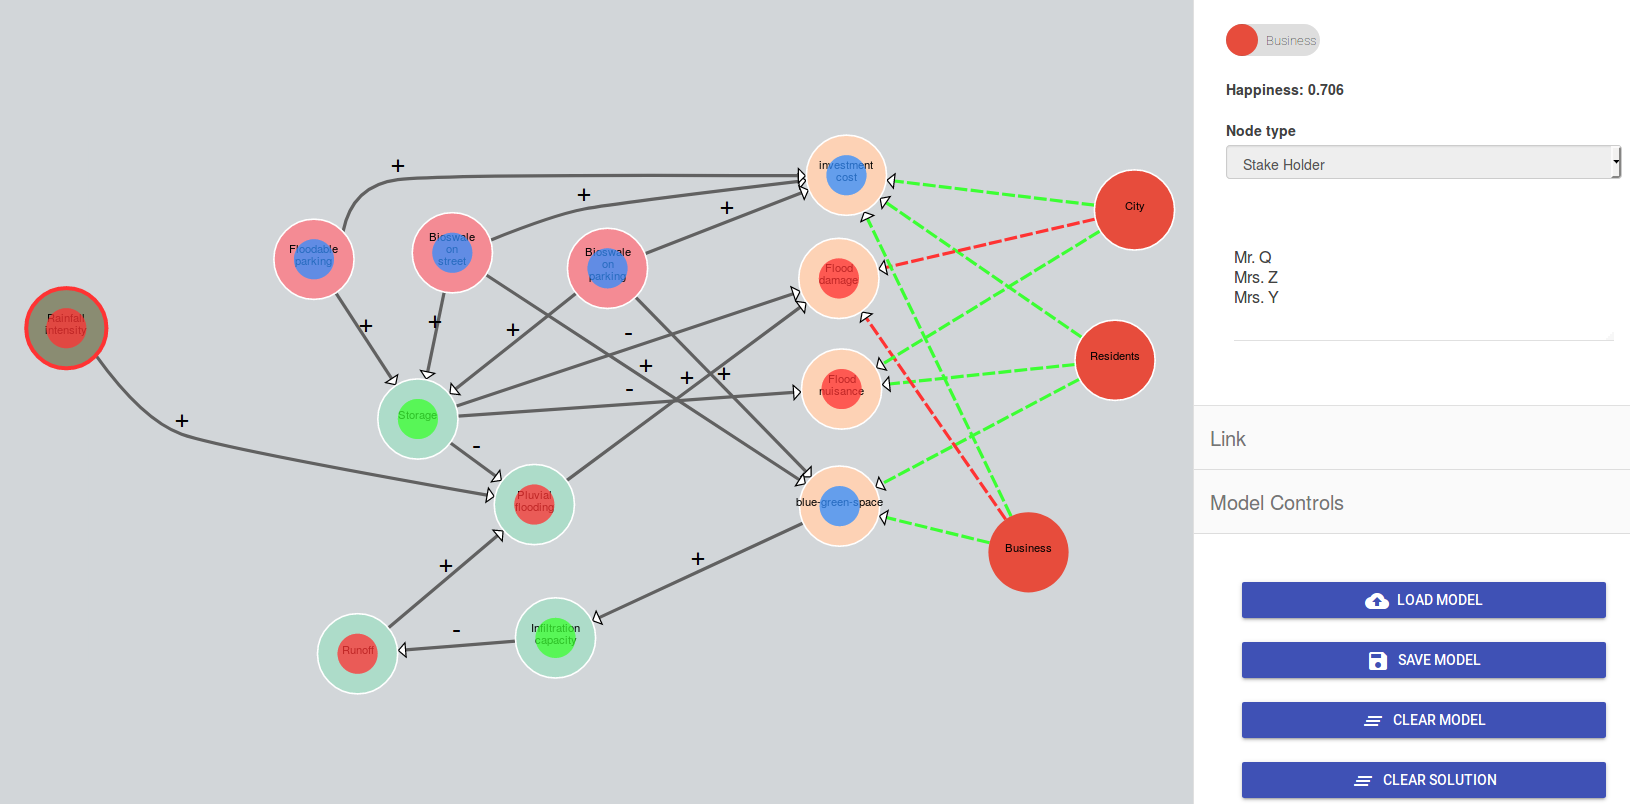 +
+
+
investment
cost
City
Floodable
parking
Bioswale
on
street
Bioswale
on
parking
Flood
damage
Rainfall
intensity
+
+
+
-
+
+
+
-
Residents
Flood
nuisance
Storage
+
-
Pluvial
flooding
blue-green-space
Business
+
+
-
Infiltration
capacity
Runoff
Business
Happiness: 0.706
Node type
Stake Holder
Mr. Q
Mrs. Z
Mrs. Y
Link
Model Controls
LOAD MODEL
SAVE MODEL
CLEAR MODEL
CLEAR SOLUTION